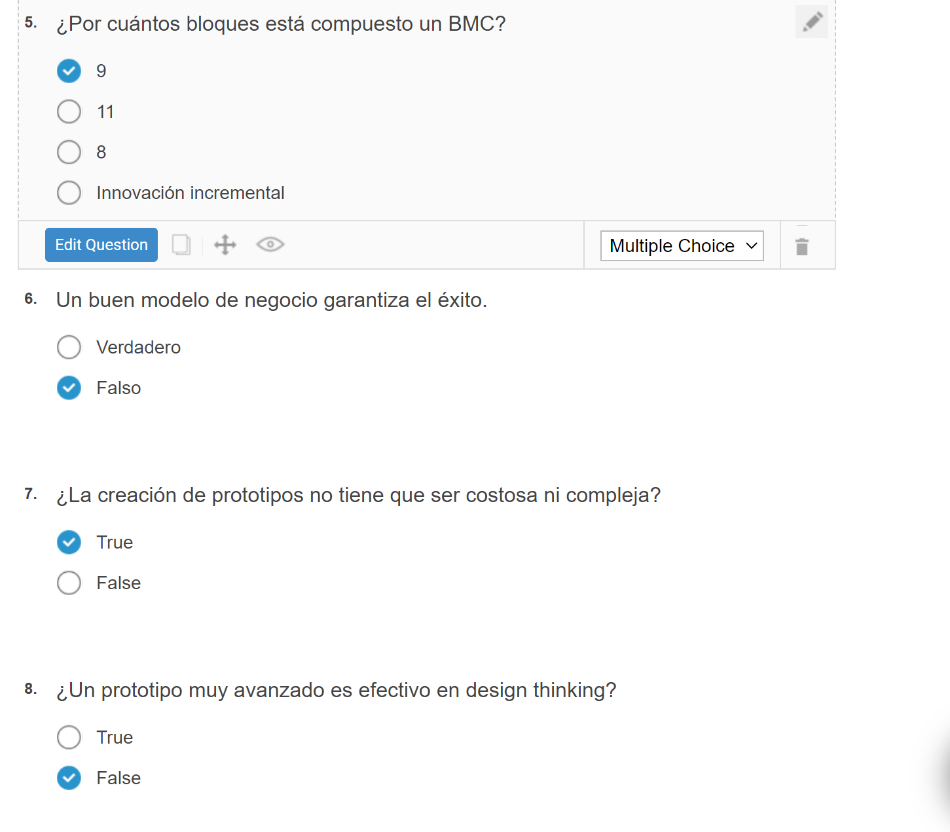 5. ¿Por cuántos bloques está compuesto un BMC?
9
11
8
Innovación incremental
Edit Question Multiple Choice
6. Un buen modelo de negocio garantiza el éxito.
Verdadero
Falso
7. ¿La creación de prototipos no tiene que ser costosa ni compleja?
True
False
8. ¿Un prototipo muy avanzado es efectivo en design thinking?
True
False